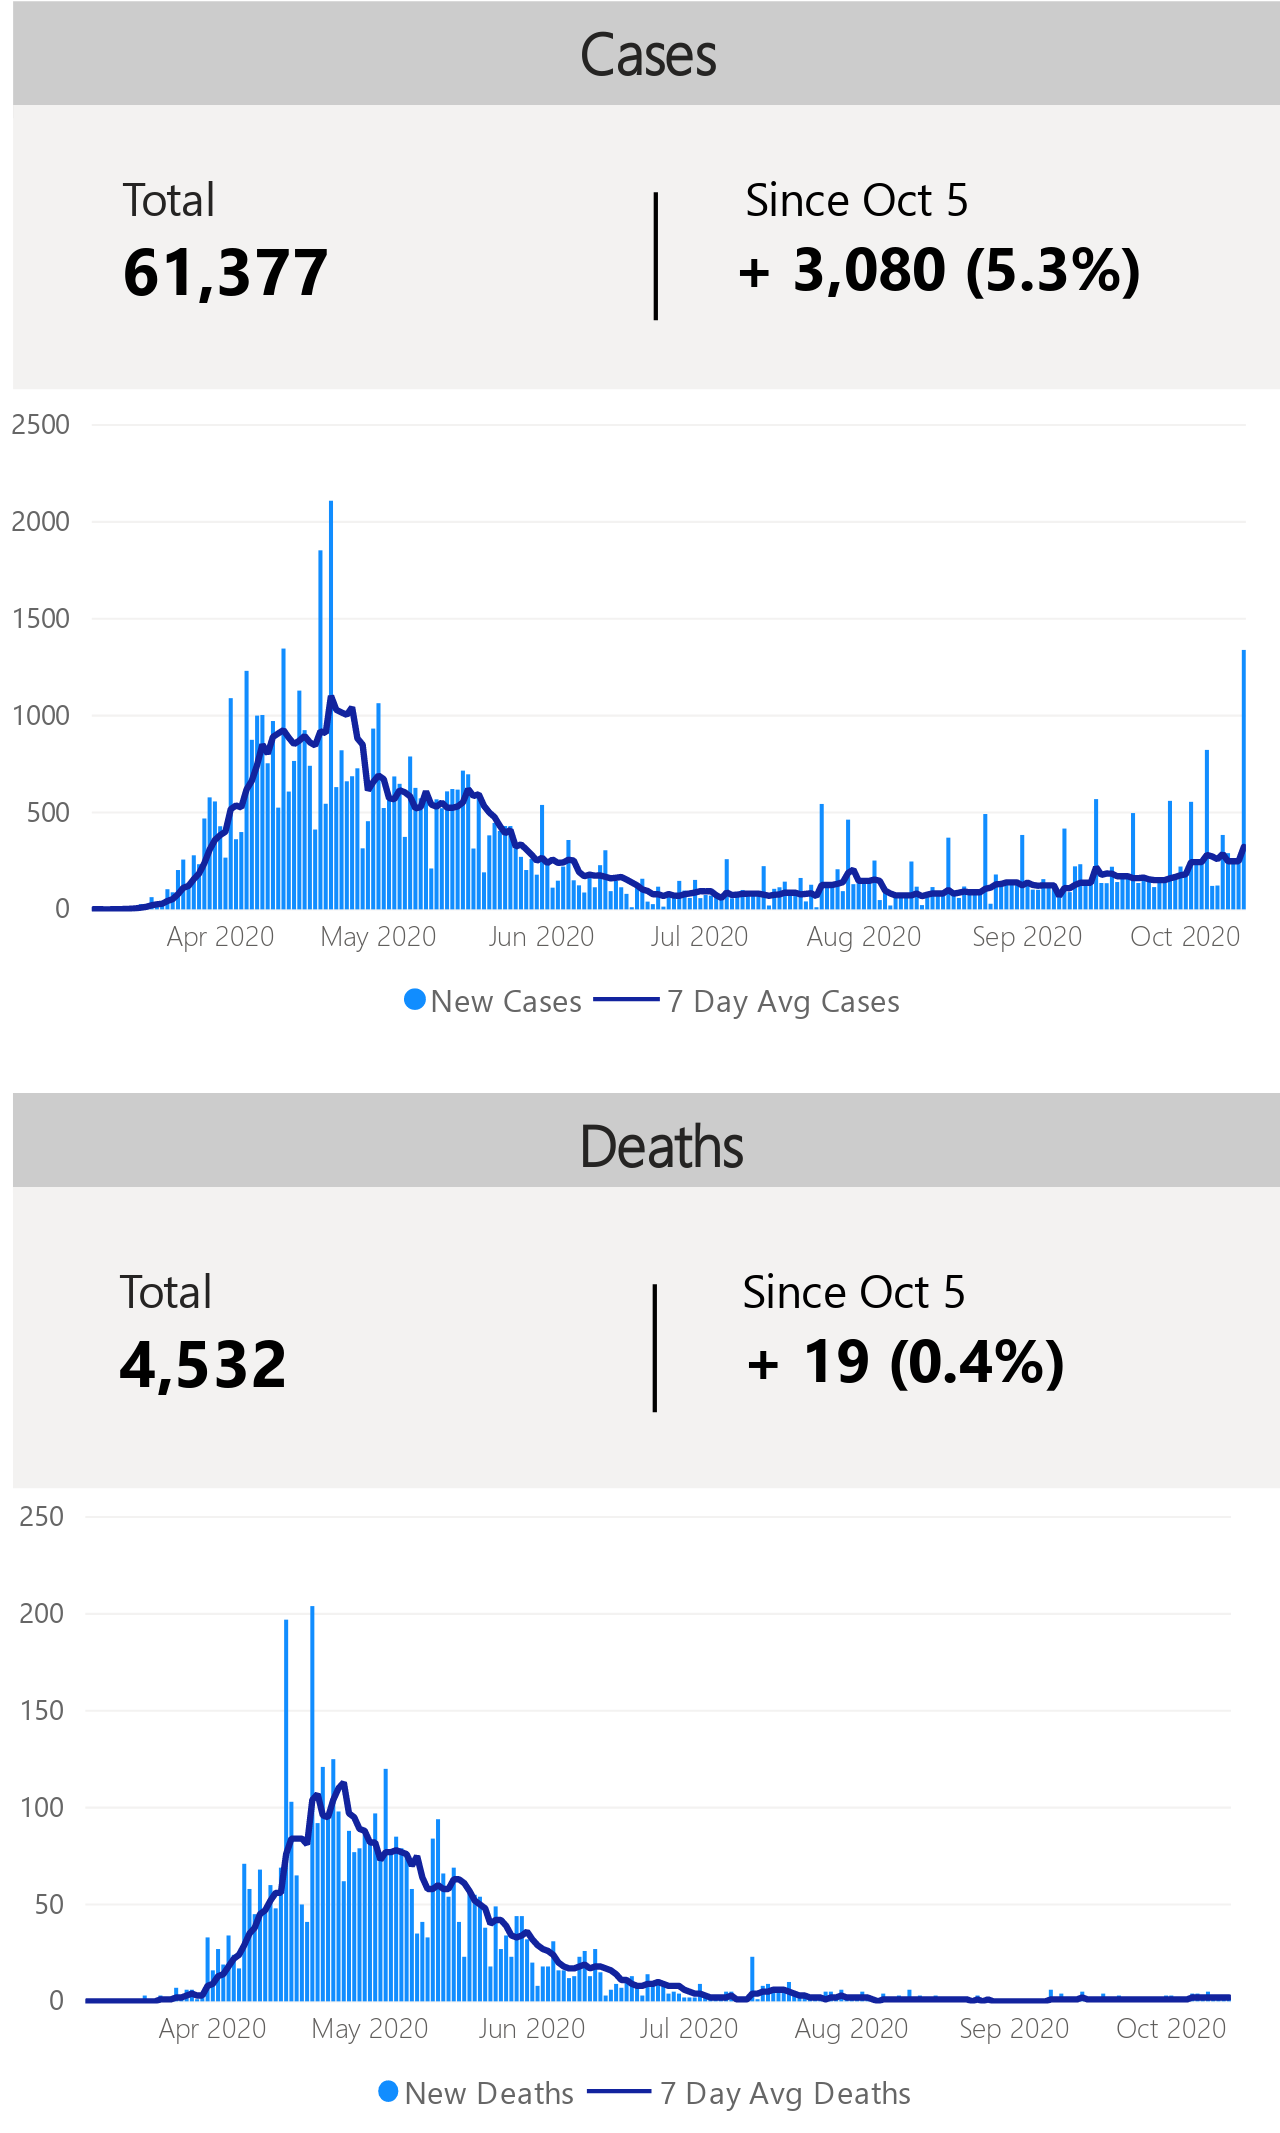 Cases
Total
Since Oct 5
61,377
+ 3,080 (5.3%)
2500
2000
1500
1000
500
0
Apr 2020 May 2020 Jun 2020 Jul 2020 Aug 2020 Sep 2020 Oct 2020
New Cases 7 Day Avg Cases
Deaths
Total
Since Oct 5
4,532
+ 19 (0.4%)
250
200
150
100
50
0
Apr 2020 May 2020 Jun 2020 Jul 2020 Aug 2020 Sep 2020 Oct 2020
New Deaths 7 Day Avg Deaths